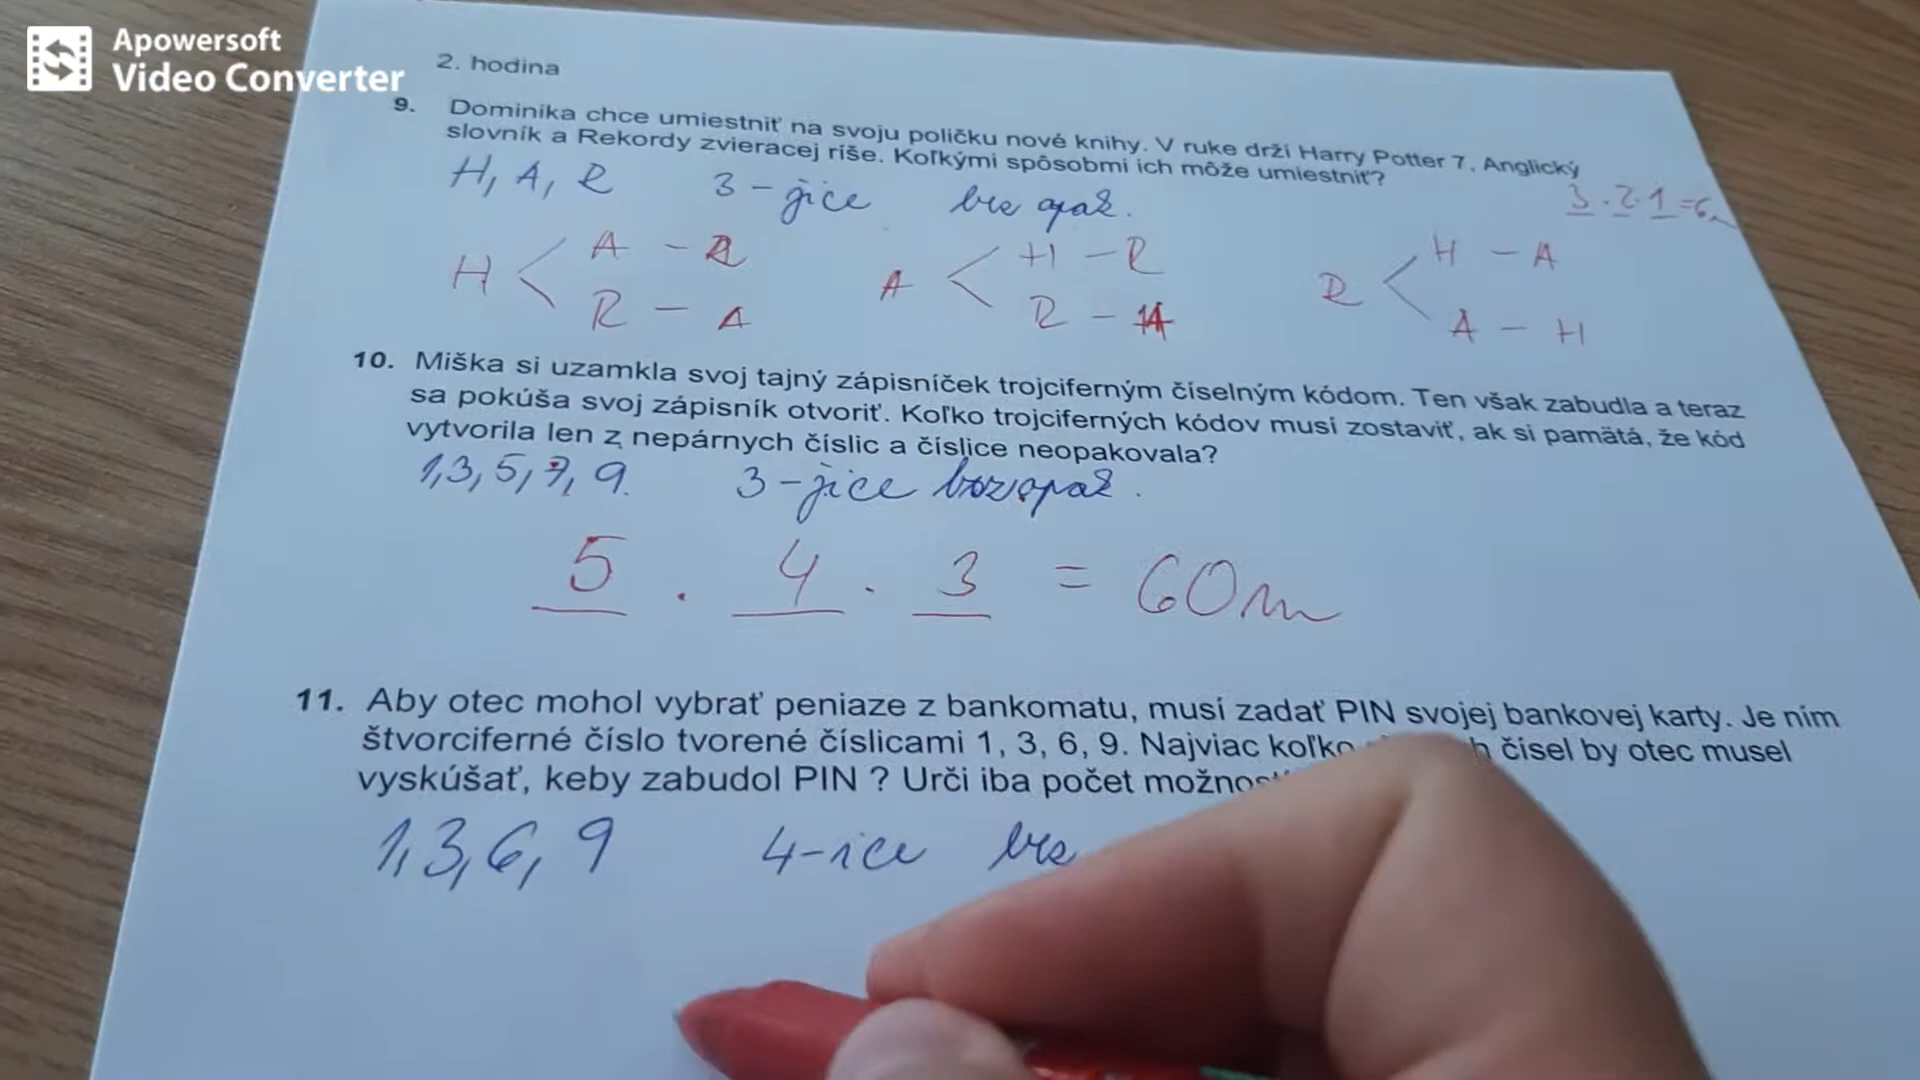 Apowersoft
Video Converter
2. hodina
9. Dominika chce umiestniť na svoju poličku nové knihy. V ruke drží Harry Potter 7, Anglický
slovník a Rekordy zvieracej ríše. Koľkými spôsobmi ich môže umiestniť?
H, A, R 3-jice bez opak.
3 · 2 · 1 = 6
H < A - R
R - A
A < H - R
R - H
R < H - A
A - H
10. Miška si uzamkla svoj tajný zápisníček trojciferným číselným kódom. Ten však zabudla a teraz
sa pokúša svoj zápisník otvoriť. Koľko trojciferných kódov musí zostaviť, ak si pamätá, že kód
vytvorila len z nepárnych číslic a číslice neopakovala?
1, 3, 5, 7, 9. 3-jice bez opak.
5 . 4 . 3 = 60 m
11. Aby otec mohol vybrať peniaze z bankomatu, musí zadať PIN svojej bankovej karty. Je ním
štvorciferné číslo tvorené číslicami 1, 3, 6, 9. Najviac koľko čísel by otec musel
vyskúšať, keby zabudol PIN ? Urči iba počet
1, 3, 6, 9 4-ice bez